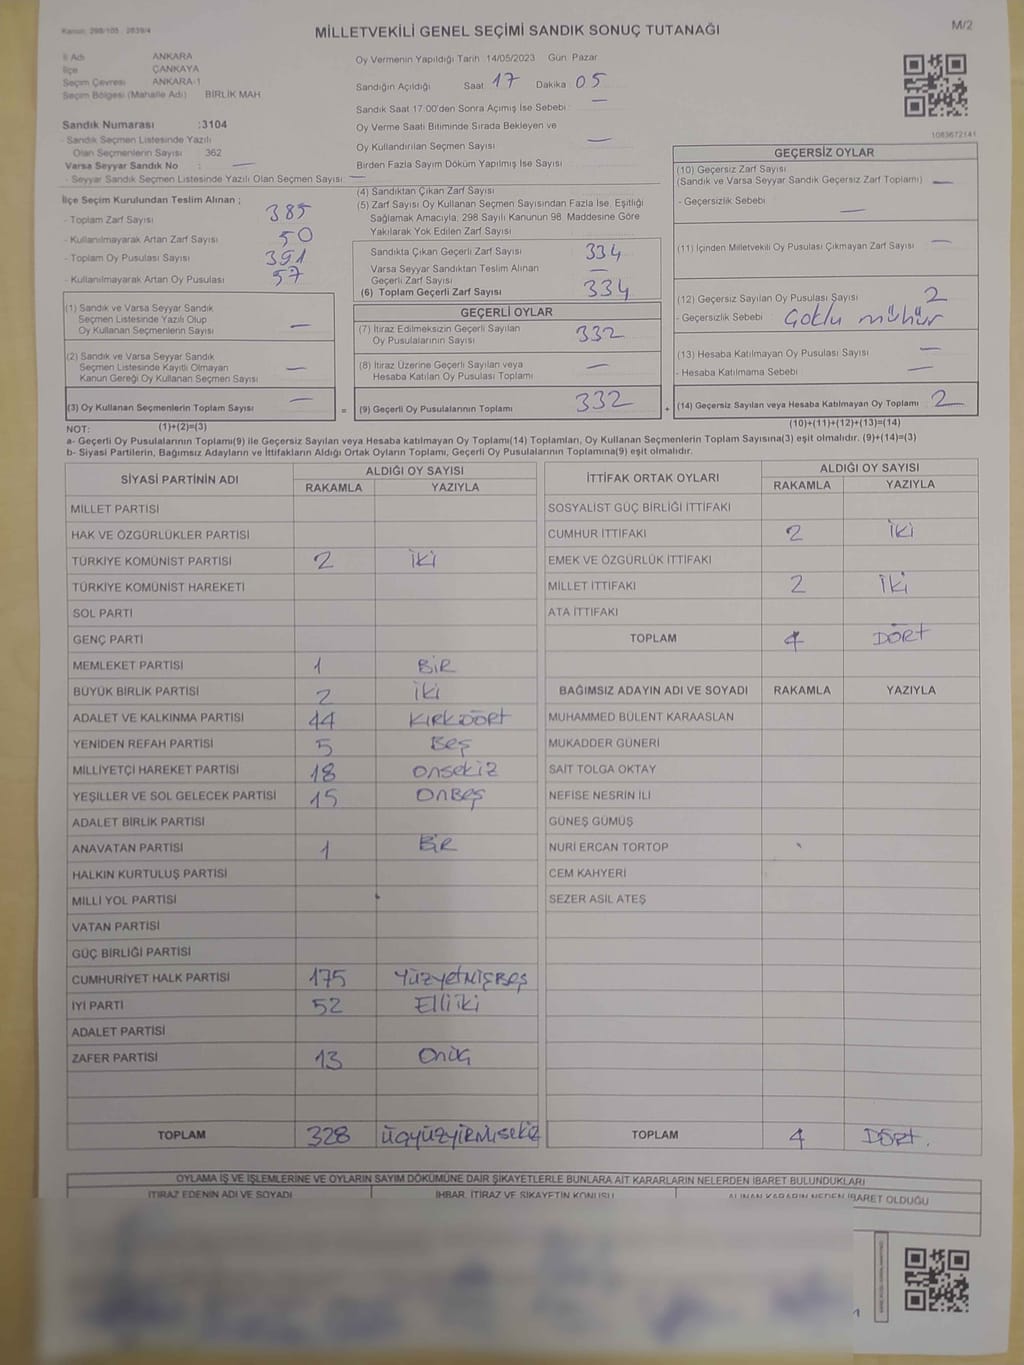 Kanun: 298/105 , 2839/4
MİLLETVEKİLİ GENEL SEÇİMİ SANDIK SONUÇ TUTANAĞI
M/2
İl Adı ANKARA
İlçe ÇANKAYA
Seçim Çevresi ANKARA-1
Seçim Bölgesi (Mahalle Adı) BİRLİK MAH
Sandık Numarası :3104
- Sandık Seçmen Listesinde Yazılı
Olan Seçmenlerin Sayısı 362
Varsa Seyyar Sandık No : —
- Seyyar Sandık Seçmen Listesinde Yazılı Olan Seçmen Sayısı: —
Oy Vermenin Yapıldığı Tarih 14/05/2023 Gün Pazar
Sandığın Açıldığı Saat 17 Dakika 05
Sandık Saat 17:00'den Sonra Açımış İse Sebebi : —
Oy Verme Saati Bitiminde Sırada Bekleyen ve
Oy Kullandırılan Seçmen Sayısı —
Birden Fazla Sayım Döküm Yapılmış İse Sayısı —
1083672141
İlçe Seçim Kurulundan Teslim Alınan ;
- Toplam Zarf Sayısı 385
- Kullanılmayarak Artan Zarf Sayısı 50
- Toplam Oy Pusulası Sayısı 391
- Kullanılmayarak Artan Oy Pusulası 57
(1) Sandık ve Varsa Seyyar Sandık
Seçmen Listesinde Yazılı Olup
Oy Kullanan Seçmenlerin Sayısı —
(2) Sandık ve Varsa Seyyar Sandık
Seçmen Listesinde Kayıtlı Olmayan
Kanun Gereği Oy Kullanan Seçmen Sayısı —
(3) Oy Kullanan Seçmenlerin Toplam Sayısı —
(1)+(2)=(3)
(4) Sandıktan Çıkan Zarf Sayısı
(5) Zarf Sayısı Oy Kullanan Seçmen Sayısından Fazla İse, Eşitliği
Sağlamak Amacıyla, 298 Sayılı Kanunun 98. Maddesine Göre
Yakılarak Yok Edilen Zarf Sayısı
Sandıkta Çıkan Geçerli Zarf Sayısı 334
Varsa Seyyar Sandıktan Teslim Alınan
Geçerli Zarf Sayısı —
(6) Toplam Geçerli Zarf Sayısı 334
GEÇERLİ OYLAR
(7) İtiraz Edilmeksizin Geçerli Sayılan
Oy Pusulalarının Sayısı 332
(8) İtiraz Üzerine Geçerli Sayılan veya
Hesaba Katılan Oy Pusulası Toplamı —
= (9) Geçerli Oy Pusulalarının Toplamı 332 +
GEÇERSİZ OYLAR
(10) Geçersiz Zarf Sayısı
(Sandık ve Varsa Seyyar Sandık Geçersiz Zarf Toplamı) —
- Geçersizlik Sebebi —
(11) İçinden Milletvekili Oy Pusulası Çıkmayan Zarf Sayısı —
(12) Geçersiz Sayılan Oy Pusulası Sayısı 2
- Geçersizlik Sebebi : Çoklu mühür
(13) Hesaba Katılmayan Oy Pusulası Sayısı —
- Hesaba Katılmama Sebebi —
(14) Geçersiz Sayılan veya Hesaba Katılmayan Oy Toplamı 2
(10)+(11)+(12)+(13)=(14)
NOT:
a- Geçerli Oy Pusulalarının Toplamı(9) ile Geçersiz Sayılan veya Hesaba katılmayan Oy Toplamı(14) Toplamları, Oy Kullanan Seçmenlerin Toplam Sayısına(3) eşit olmalıdır. (9)+(14)=(3)
b- Siyasi Partilerin, Bağımsız Adayların ve İttifakların Aldığı Ortak Oyların Toplamı, Geçerli Oy Pusulalarının Toplamına(9) eşit olmalıdır.
SİYASİ PARTİNİN ADI ALDIĞI OY SAYISI
RAKAMLA YAZIYLA
MİLLET PARTİSİ
HAK VE ÖZGÜRLÜKLER PARTİSİ
TÜRKİYE KOMÜNİST PARTİSİ 2 iki
TÜRKİYE KOMÜNİST HAREKETİ
SOL PARTİ
GENÇ PARTİ
MEMLEKET PARTİSİ 1 BİR
BÜYÜK BİRLİK PARTİSİ 2 iki
ADALET VE KALKINMA PARTİSİ 44 KIRKDÖRT
YENİDEN REFAH PARTİSİ 5 Beş
MİLLİYETÇİ HAREKET PARTİSİ 18 onsekiz
YEŞİLLER VE SOL GELECEK PARTİSİ 15 OnBeş
ADALET BİRLİK PARTİSİ
ANAVATAN PARTİSİ 1 BİR
HALKIN KURTULUŞ PARTİSİ
MİLLİ YOL PARTİSİ
VATAN PARTİSİ
GÜÇ BİRLİĞİ PARTİSİ
CUMHURİYET HALK PARTİSİ 175 YüzyetMişBeş
İYİ PARTİ 52 Elliiki
ADALET PARTİSİ
ZAFER PARTİSİ 13 Onüç
TOPLAM 328 üçyüzyirmisekiz
İTTİFAK ORTAK OYLARI ALDIĞI OY SAYISI
RAKAMLA YAZIYLA
SOSYALİST GÜÇ BİRLİĞİ İTTİFAKI
CUMHUR İTTİFAKI 2 iki
EMEK VE ÖZGÜRLÜK İTTİFAKI
MİLLET İTTİFAKI 2 iki
ATA İTTİFAKI
TOPLAM 4 DÖRT
BAĞIMSIZ ADAYIN ADI VE SOYADI RAKAMLA YAZIYLA
MUHAMMED BÜLENT KARAASLAN
MUKADDER GÜNERİ
SAİT TOLGA OKTAY
NEFİSE NESRİN İLİ
GÜNEŞ GÜMÜŞ
NURİ ERCAN TORTOP
CEM KAHYERİ
SEZER ASİL ATEŞ
TOPLAM 4 DÖRT.
OYLAMA İŞ VE İŞLEMLERİNE VE OYLARIN SAYIM DÖKÜMÜNE DAİR ŞİKAYETLERLE BUNLARA AİT KARARLARIN NELERDEN İBARET BULUNDUKLARI
İTİRAZ EDENİN ADI VE SOYADI İHBAR, İTİRAZ VE ŞİKAYETİN KONUSU ALINAN KARARIN NEDEN İBARET OLDUĞU